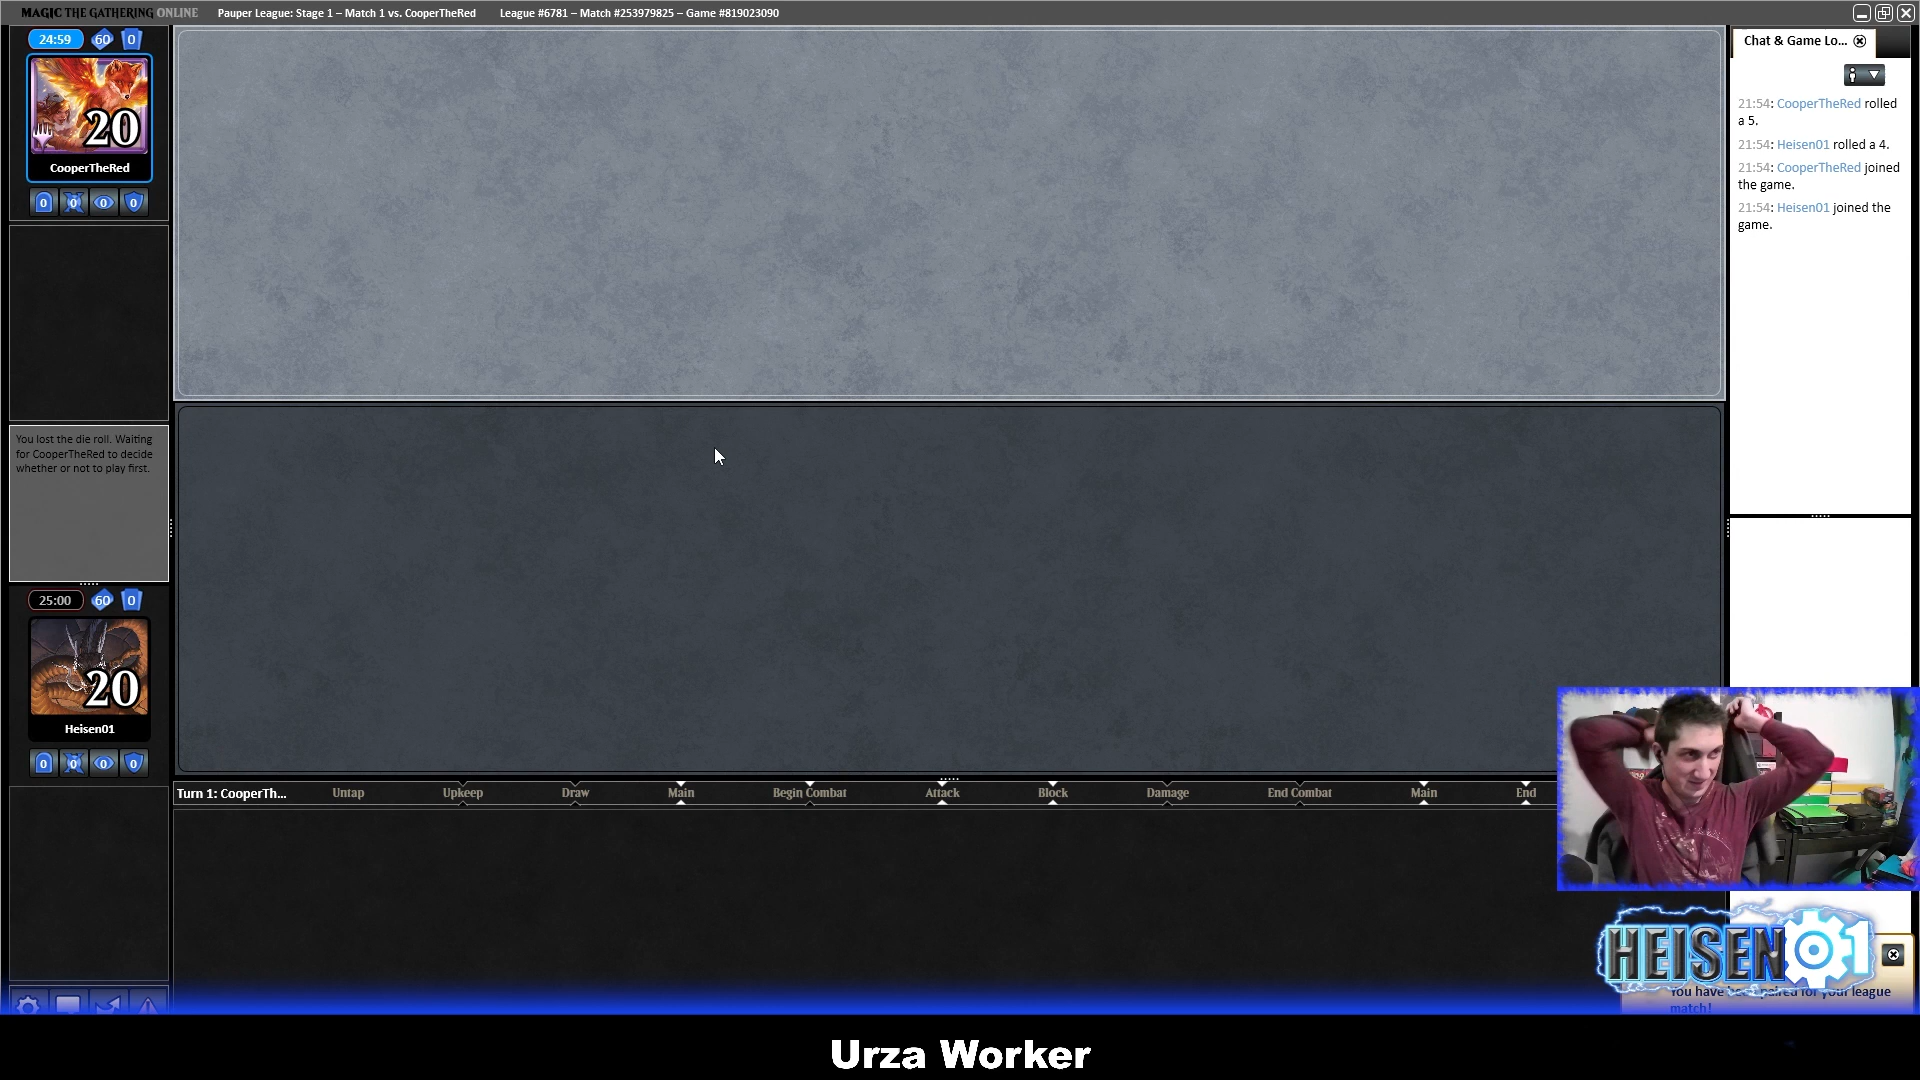 MAGIC THE GATHERING ONLINE
Pauper League: Stage 1 – Match 1 vs. CooperTheRed
League #6781 – Match #253979825 – Game #819023090
24:59
60
0
20
CooperTheRed
0
0
0
0
You lost the die roll. Waiting
for CooperTheRed to decide
whether or not to play first.
25:00
60
0
20
Heisen01
0
0
0
0
Turn 1: CooperTh...
Untap
Upkeep
Draw
Main
Begin Combat
Attack
Block
Damage
End Combat
Main
End
Chat & Game Lo...
21:54: CooperTheRed rolled
a 5.
21:54: Heisen01 rolled a 4.
21:54: CooperTheRed joined
the game.
21:54: Heisen01 joined the
game.
HEISEN01
You have been paired for your league
match!
Urza Worker